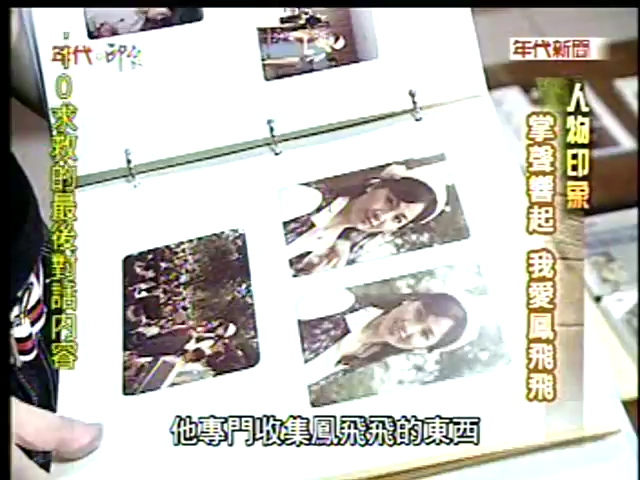 年代印象
年代新聞
10求救的最後對話內容
人物印象
掌聲響起 我愛鳳飛飛
他專門收集鳳飛飛的東西